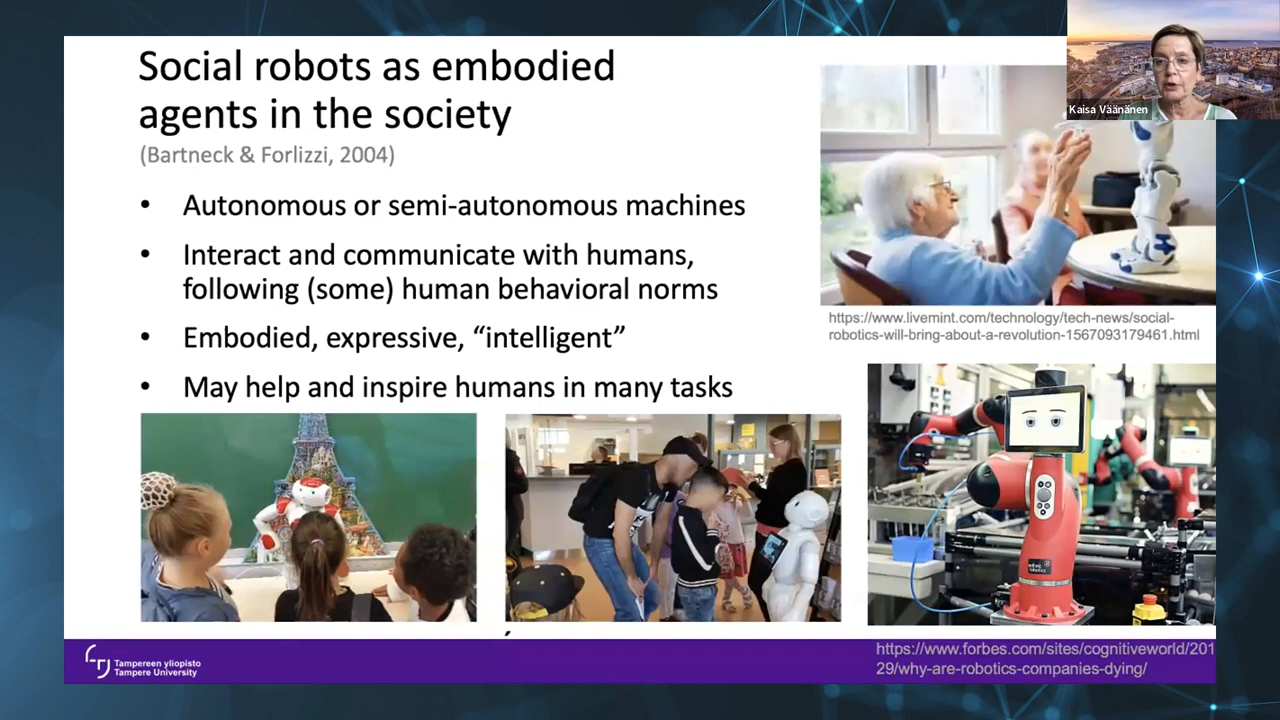 Social robots as embodied
agents in the society
(Bartneck & Forlizzi, 2004)
• Autonomous or semi-autonomous machines
• Interact and communicate with humans,
following (some) human behavioral norms
• Embodied, expressive, “intelligent”
• May help and inspire humans in many tasks
Kaisa Väänänen
https://www.livemint.com/technology/tech-news/social-
robotics-will-bring-about-a-revolution-1567093179461.html
Tampereen yliopisto
Tampere University
https://www.forbes.com/sites/cognitiveworld/201
29/why-are-robotics-companies-dying/